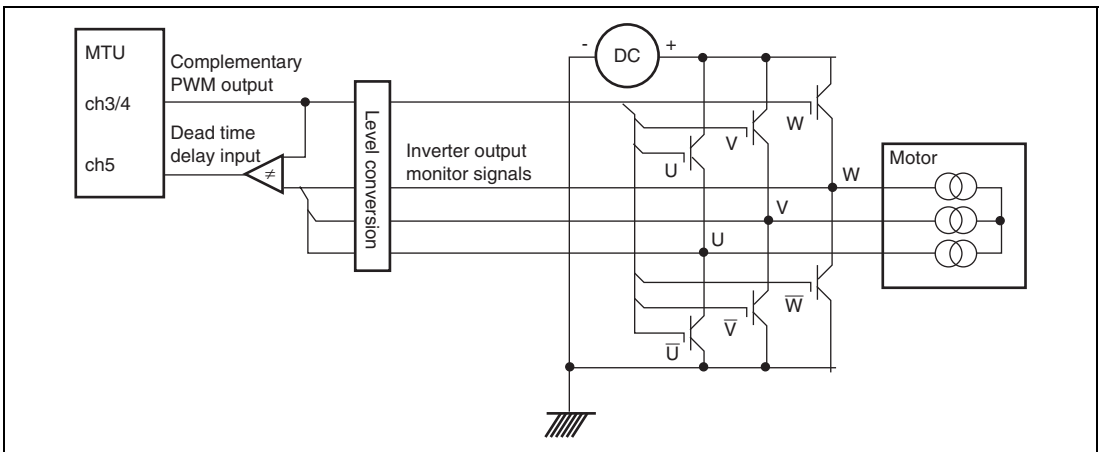 MTU
ch3/4
ch5
Complementary
PWM output
Dead time
delay input
≠
Level conversion
Inverter output
monitor signals
- DC +
U
V
W
W
V
U
U̅
V̅
W̅
Motor